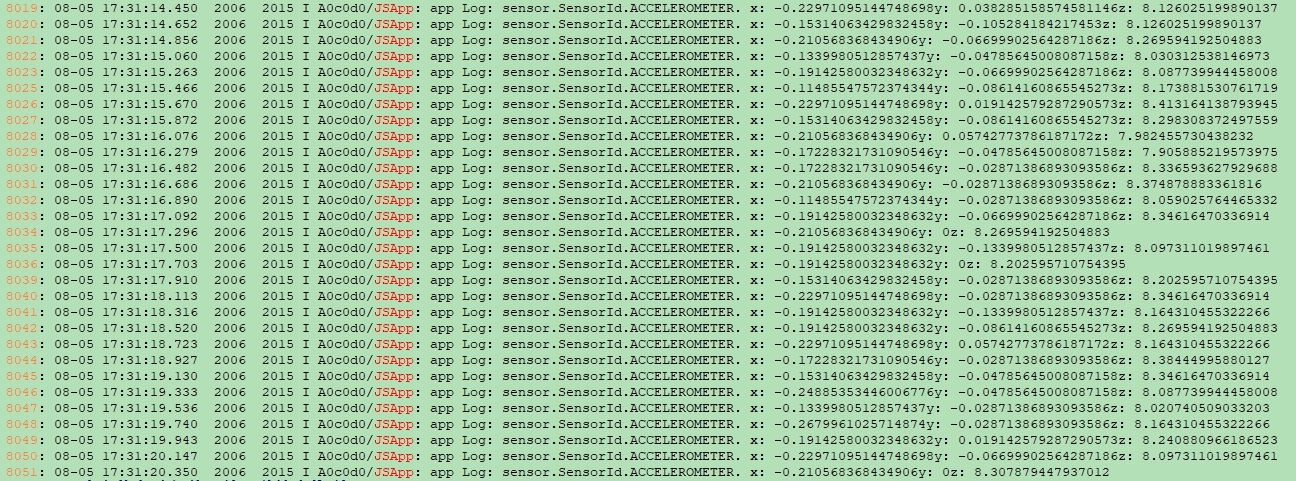 8019: 08-05 17:31:14.450  2006  2015 I A0c0d0/JSApp: app Log: sensor.SensorId.ACCELEROMETER. x: -0.22971095144748698y: 0.038285158574581146z: 8.126025199890137
8020: 08-05 17:31:14.652  2006  2015 I A0c0d0/JSApp: app Log: sensor.SensorId.ACCELEROMETER. x: -0.15314063429832458y: -0.105284184217453z: 8.126025199890137
8021: 08-05 17:31:14.856  2006  2015 I A0c0d0/JSApp: app Log: sensor.SensorId.ACCELEROMETER. x: -0.210568368434906y: -0.06699902564287186z: 8.269594192504883
8022: 08-05 17:31:15.060  2006  2015 I A0c0d0/JSApp: app Log: sensor.SensorId.ACCELEROMETER. x: -0.1339980512857437y: -0.04785645008087158z: 8.030312538146973
8023: 08-05 17:31:15.263  2006  2015 I A0c0d0/JSApp: app Log: sensor.SensorId.ACCELEROMETER. x: -0.19142580032348632y: -0.06699902564287186z: 8.087739944458008
8025: 08-05 17:31:15.466  2006  2015 I A0c0d0/JSApp: app Log: sensor.SensorId.ACCELEROMETER. x: -0.11485547572374344y: -0.08614160865545273z: 8.173881530761719
8026: 08-05 17:31:15.670  2006  2015 I A0c0d0/JSApp: app Log: sensor.SensorId.ACCELEROMETER. x: -0.22971095144748698y: 0.019142579287290573z: 8.413164138793945
8027: 08-05 17:31:15.872  2006  2015 I A0c0d0/JSApp: app Log: sensor.SensorId.ACCELEROMETER. x: -0.15314063429832458y: -0.08614160865545273z: 8.298308372497559
8028: 08-05 17:31:16.076  2006  2015 I A0c0d0/JSApp: app Log: sensor.SensorId.ACCELEROMETER. x: -0.210568368434906y: 0.05742773786187172z: 7.982455730438232
8029: 08-05 17:31:16.279  2006  2015 I A0c0d0/JSApp: app Log: sensor.SensorId.ACCELEROMETER. x: -0.17228321731090546y: -0.04785645008087158z: 7.905885219573975
8030: 08-05 17:31:16.482  2006  2015 I A0c0d0/JSApp: app Log: sensor.SensorId.ACCELEROMETER. x: -0.17228321731090546y: -0.02871386893093586z: 8.336593627929688
8031: 08-05 17:31:16.686  2006  2015 I A0c0d0/JSApp: app Log: sensor.SensorId.ACCELEROMETER. x: -0.210568368434906y: -0.02871386893093586z: 8.374878883361816
8032: 08-05 17:31:16.890  2006  2015 I A0c0d0/JSApp: app Log: sensor.SensorId.ACCELEROMETER. x: -0.11485547572374344y: -0.02871386893093586z: 8.059025764465332
8033: 08-05 17:31:17.092  2006  2015 I A0c0d0/JSApp: app Log: sensor.SensorId.ACCELEROMETER. x: -0.19142580032348632y: -0.06699902564287186z: 8.34616470336914
8034: 08-05 17:31:17.296  2006  2015 I A0c0d0/JSApp: app Log: sensor.SensorId.ACCELEROMETER. x: -0.210568368434906y: 0z: 8.269594192504883
8035: 08-05 17:31:17.500  2006  2015 I A0c0d0/JSApp: app Log: sensor.SensorId.ACCELEROMETER. x: -0.19142580032348632y: -0.1339980512857437z: 8.097311019897461
8036: 08-05 17:31:17.703  2006  2015 I A0c0d0/JSApp: app Log: sensor.SensorId.ACCELEROMETER. x: -0.19142580032348632y: 0z: 8.202595710754395
8039: 08-05 17:31:17.910  2006  2015 I A0c0d0/JSApp: app Log: sensor.SensorId.ACCELEROMETER. x: -0.15314063429832458y: -0.02871386893093586z: 8.202595710754395
8040: 08-05 17:31:18.113  2006  2015 I A0c0d0/JSApp: app Log: sensor.SensorId.ACCELEROMETER. x: -0.22971095144748698y: -0.02871386893093586z: 8.34616470336914
8041: 08-05 17:31:18.316  2006  2015 I A0c0d0/JSApp: app Log: sensor.SensorId.ACCELEROMETER. x: -0.19142580032348632y: -0.1339980512857437z: 8.164310455322266
8042: 08-05 17:31:18.520  2006  2015 I A0c0d0/JSApp: app Log: sensor.SensorId.ACCELEROMETER. x: -0.19142580032348632y: -0.08614160865545273z: 8.269594192504883
8043: 08-05 17:31:18.723  2006  2015 I A0c0d0/JSApp: app Log: sensor.SensorId.ACCELEROMETER. x: -0.22971095144748698y: 0.05742773786187172z: 8.164310455322266
8044: 08-05 17:31:18.927  2006  2015 I A0c0d0/JSApp: app Log: sensor.SensorId.ACCELEROMETER. x: -0.17228321731090546y: -0.02871386893093586z: 8.38444995880127
8045: 08-05 17:31:19.130  2006  2015 I A0c0d0/JSApp: app Log: sensor.SensorId.ACCELEROMETER. x: -0.15314063429832458y: -0.04785645008087158z: 8.34616470336914
8046: 08-05 17:31:19.333  2006  2015 I A0c0d0/JSApp: app Log: sensor.SensorId.ACCELEROMETER. x: -0.24885353446006776y: -0.04785645008087158z: 8.087739944458008
8047: 08-05 17:31:19.536  2006  2015 I A0c0d0/JSApp: app Log: sensor.SensorId.ACCELEROMETER. x: -0.1339980512857437y: -0.02871386893093586z: 8.020740509033203
8048: 08-05 17:31:19.740  2006  2015 I A0c0d0/JSApp: app Log: sensor.SensorId.ACCELEROMETER. x: -0.2679961025714874y: -0.02871386893093586z: 8.164310455322266
8049: 08-05 17:31:19.943  2006  2015 I A0c0d0/JSApp: app Log: sensor.SensorId.ACCELEROMETER. x: -0.19142580032348632y: 0.019142579287290573z: 8.240880966186523
8050: 08-05 17:31:20.147  2006  2015 I A0c0d0/JSApp: app Log: sensor.SensorId.ACCELEROMETER. x: -0.22971095144748698y: -0.02871386893093586z: 8.097311019897461
8051: 08-05 17:31:20.350  2006  2015 I A0c0d0/JSApp: app Log: sensor.SensorId.ACCELEROMETER. x: -0.210568368434906y: 0z: 8.307879447937012